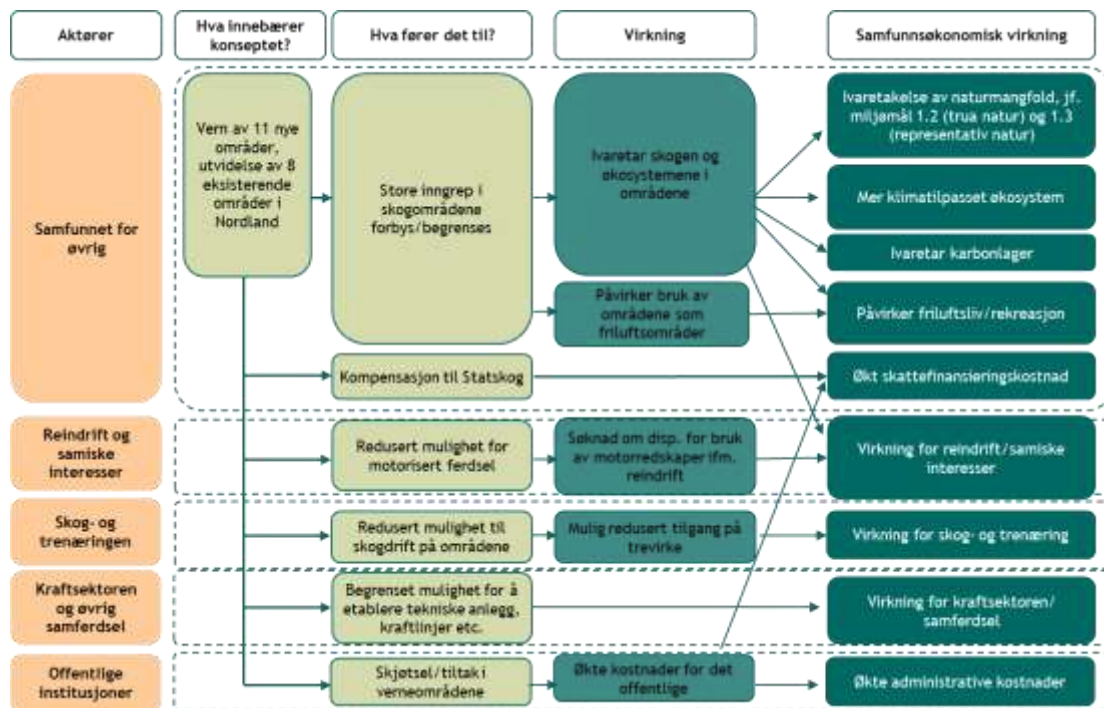 Aktører
Hva innebærer
konseptet?
Hva fører det til?
Virkning
Samfunnsøkonomisk virkning
Samfunnet for
øvrig
Vern av 11 nye
områder,
utvidelse av 8
eksisterende
områder i
Nordland
Store inngrep i
skogområdene
forbys/begrenses
Ivaretar skogen og
økosystemene i
områdene
Ivaretakelse av naturmangfold, jf.
miljømål 1.2 (trua natur) og 1.3
(representativ natur)
Mer klimatilpasset økosystem
Ivaretar karbonlager
Påvirker bruk av
områdene som
friluftsområder
Påvirker friluftsliv/rekreasjon
Kompensasjon til Statskog
Økt skattefinansieringskostnad
Reindrift og
samiske
interesser
Redusert mulighet for
motorisert ferdsel
Søknad om disp. for bruk
av motorredskaper ifm.
reindrift
Virkning for reindrift/samiske
interesser
Skog- og
trenæringen
Redusert mulighet til
skogdrift på områdene
Mulig redusert tilgang på
trevirke
Virkning for skog- og trenæring
Kraftsektoren
og øvrig
samferdsel
Begrenset mulighet for å
etablere tekniske anlegg,
kraftlinjer etc.
Virkning for kraftsektoren/
samferdsel
Offentlige
institusjoner
Skjøtsel/tiltak i
verneområdene
Økte kostnader for det
offentlige
Økte administrative kostnader